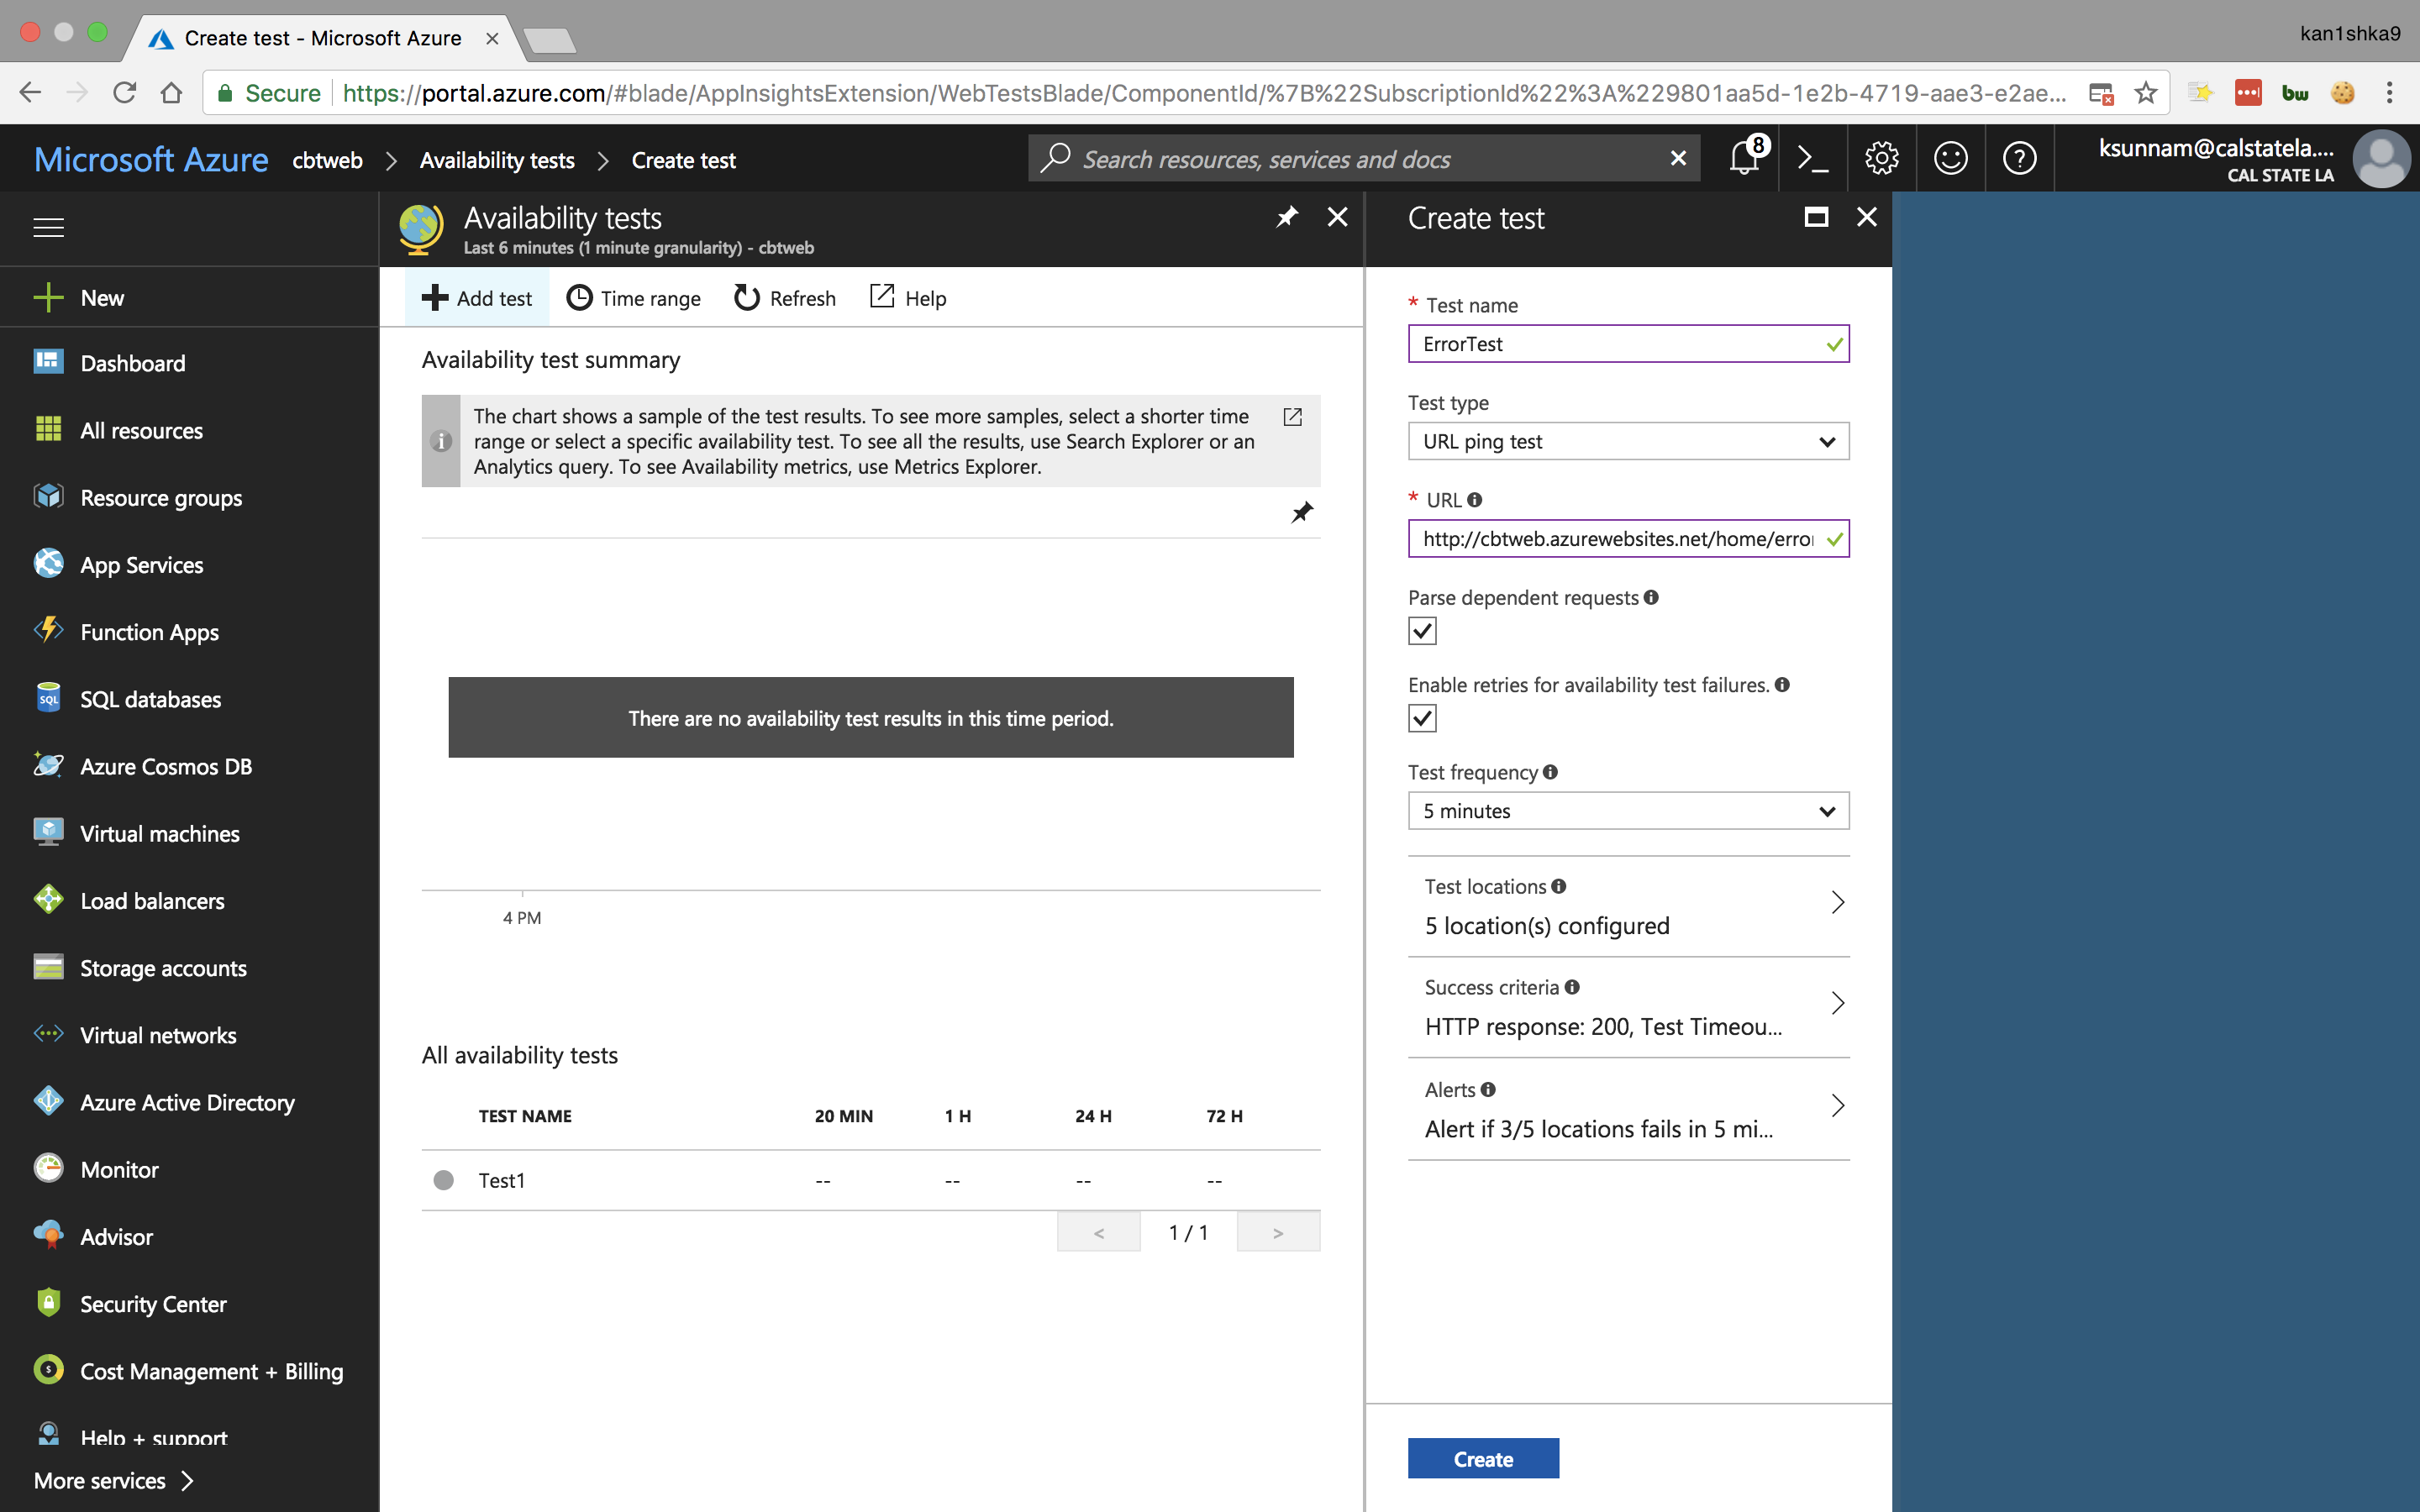 Create test - Microsoft Azure
kan1shka9
Secure
https://portal.azure.com/#blade/AppInsightsExtension/WebTestsBlade/ComponentId/%7B%22SubscriptionId%22%3A%229801aa5d-1e2b-4719-aae3-e2ae...
bw
Microsoft Azure
cbtweb > Availability tests > Create test
Search resources, services and docs
8
ksunnam@calstatela....
CAL STATE LA
New
Dashboard
All resources
Resource groups
App Services
Function Apps
SQL
SQL databases
Azure Cosmos DB
Virtual machines
Load balancers
Storage accounts
Virtual networks
Azure Active Directory
Monitor
Advisor
Security Center
Cost Management + Billing
Help + support
More services >
Availability tests
Last 6 minutes (1 minute granularity) - cbtweb
Add test
Time range
Refresh
Help
Availability test summary
The chart shows a sample of the test results. To see more samples, select a shorter time
range or select a specific availability test. To see all the results, use Search Explorer or an
Analytics query. To see Availability metrics, use Metrics Explorer.
There are no availability test results in this time period.
4 PM
All availability tests
TEST NAME 20 MIN 1 H 24 H 72 H
Test1 -- -- -- --
< 1 / 1 >
Create test
* Test name
ErrorTest
Test type
URL ping test
* URL
http://cbtweb.azurewebsites.net/home/error
Parse dependent requests
Enable retries for availability test failures.
Test frequency
5 minutes
Test locations
5 location(s) configured
Success criteria
HTTP response: 200, Test Timeou...
Alerts
Alert if 3/5 locations fails in 5 mi...
Create